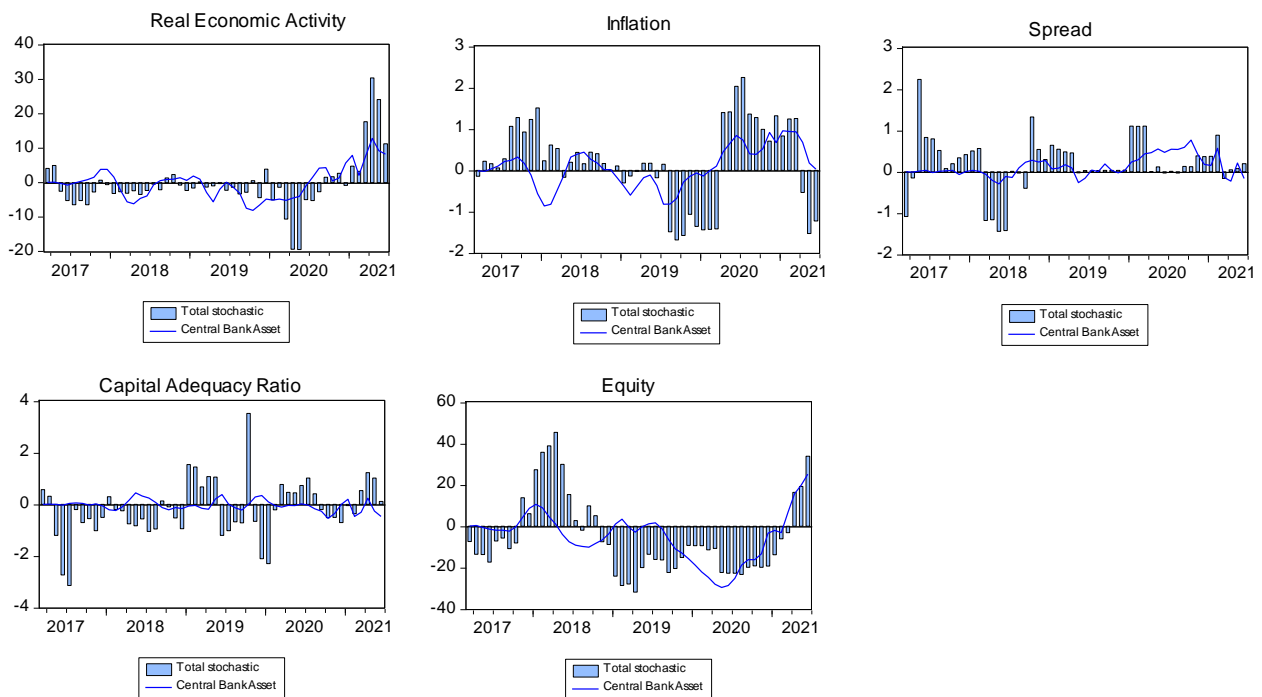 Real Economic Activity
40
30
20
10
0
-10
-20
2017 2018 2019 2020 2021
Total stochastic
Central BankAsset
Inflation
3
2
1
0
-1
-2
2017 2018 2019 2020 2021
Total stochastic
Central BankAsset
Spread
3
2
1
0
-1
-2
2017 2018 2019 2020 2021
Total stochastic
Central BankAsset
Capital Adequacy Ratio
4
2
0
-2
-4
2017 2018 2019 2020 2021
Total stochastic
Central BankAsset
Equity
60
40
20
0
-20
-40
2017 2018 2019 2020 2021
Total stochastic
Central BankAsset